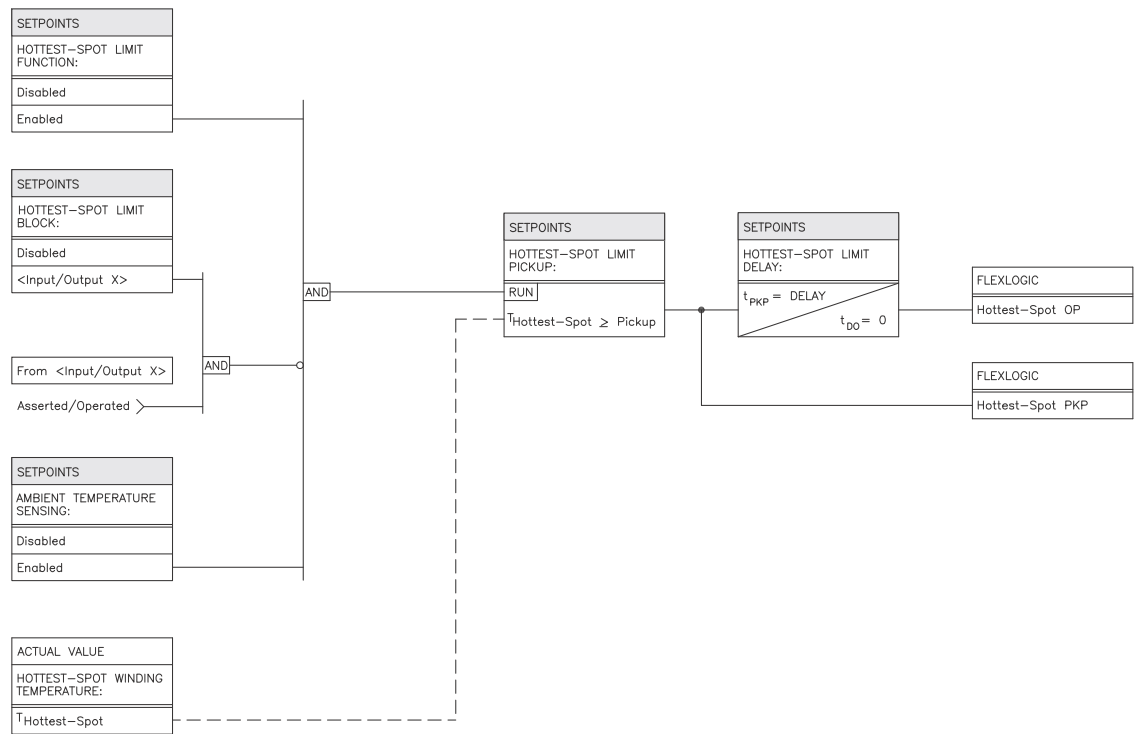 SETPOINTS
HOTTEST-SPOT LIMIT
FUNCTION:
Disabled
Enabled
SETPOINTS
HOTTEST-SPOT LIMIT
BLOCK:
Disabled
<Input/Output X>
From <Input/Output X>
Asserted/Operated
AND
SETPOINTS
AMBIENT TEMPERATURE
SENSING:
Disabled
Enabled
ACTUAL VALUE
HOTTEST-SPOT WINDING
TEMPERATURE:
THottest-Spot
AND
SETPOINTS
HOTTEST-SPOT LIMIT
PICKUP:
RUN
THottest-Spot ≥ Pickup
SETPOINTS
HOTTEST-SPOT LIMIT
DELAY:
tPKP = DELAY
tDO = 0
FLEXLOGIC
Hottest-Spot OP
FLEXLOGIC
Hottest-Spot PKP